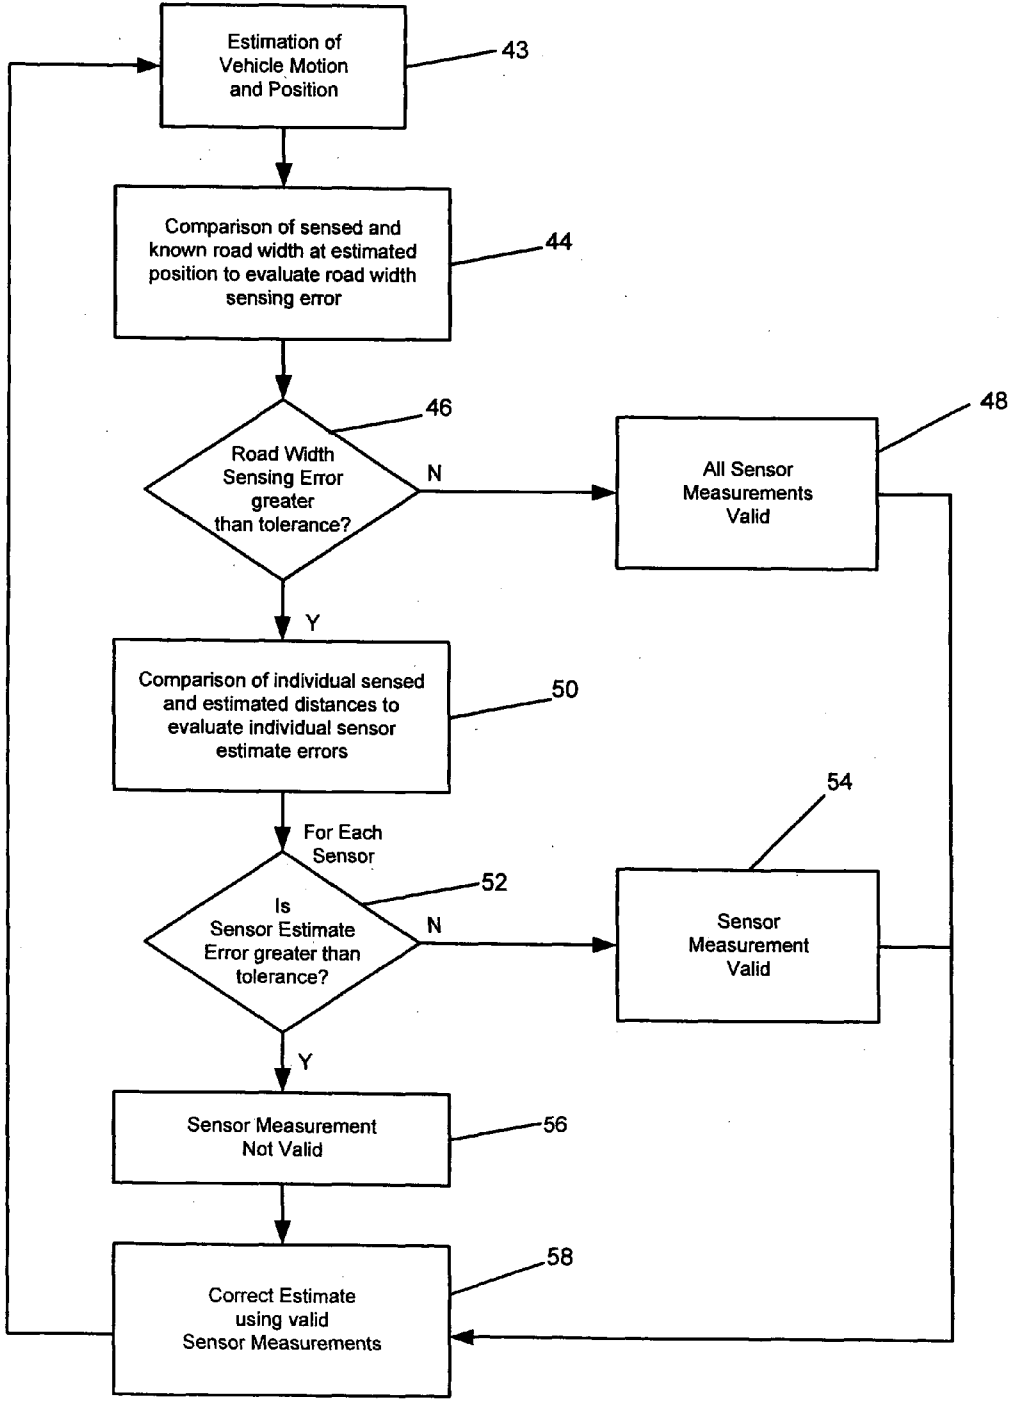 Estimation of
Vehicle Motion
and Position
43
Comparison of sensed and
known road width at estimated
position to evaluate road width
sensing error
44
Road Width
Sensing Error
greater
than tolerance?
46
N
All Sensor
Measurements
Valid
48
Y
Comparison of individual sensed
and estimated distances to
evaluate individual sensor
estimate errors
50
For Each
Sensor
Is
Sensor Estimate
Error greater than
tolerance?
52
N
Sensor
Measurement
Valid
54
Y
Sensor Measurement
Not Valid
56
Correct Estimate
using valid
Sensor Measurements
58